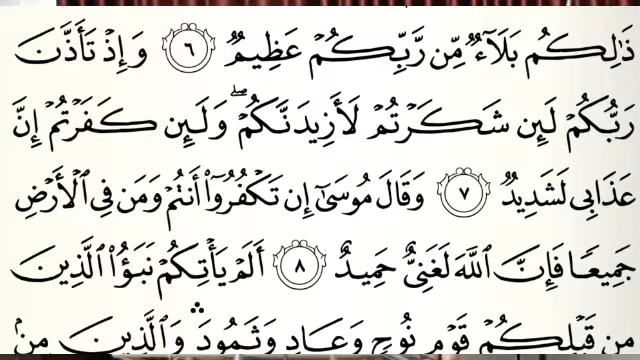 ذَٰلِكُم بَلَآءٌ مِّن رَّبِّكُمْ عَظِيمٌ ٦ وَإِذْ تَأَذَّنَ
رَبُّكُمْ لَئِن شَكَرْتُمْ لَأَزِيدَنَّكُمْ ۖ وَلَئِن كَفَرْتُمْ إِنَّ
عَذَابِى لَشَدِيدٌ ٧ وَقَالَ مُوسَىٰٓ إِن تَكْفُرُوٓا۟ أَنتُمْ وَمَن فِى ٱلْأَرْضِ
جَمِيعًا فَإِنَّ ٱللَّهَ لَغَنِىٌّ حَمِيدٌ ٨ أَلَمْ يَأْتِكُمْ نَبَؤُا۟ ٱلَّذِينَ
مِن قَبْلِكُمْ قَوْمِ نُوحٍ وَعَادٍ وَثَمُودَ ۛ وَٱلَّذِينَ مِنۢ